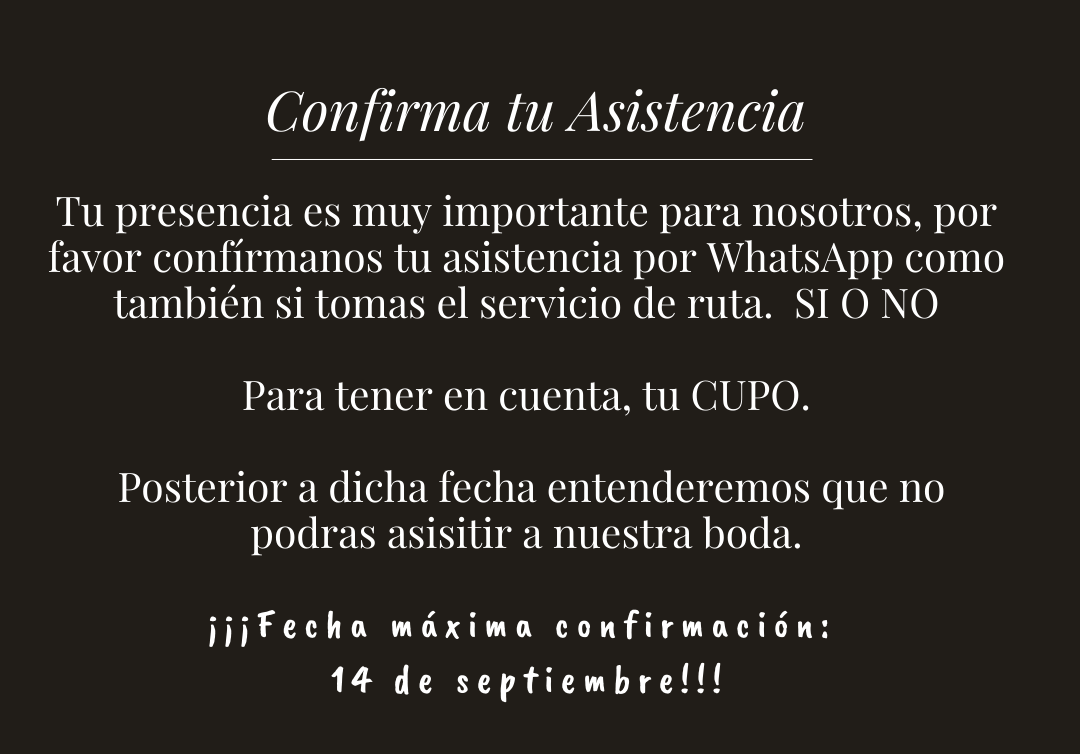 Confirma tu Asistencia
Tu presencia es muy importante para nosotros, por
favor confírmanos tu asistencia por WhatsApp como
también si tomas el servicio de ruta.  SI O NO
Para tener en cuenta, tu CUPO.
Posterior a dicha fecha entenderemos que no
podras asisitir a nuestra boda.
¡¡¡Fecha máxima confirmación:
14 de septiembre!!!